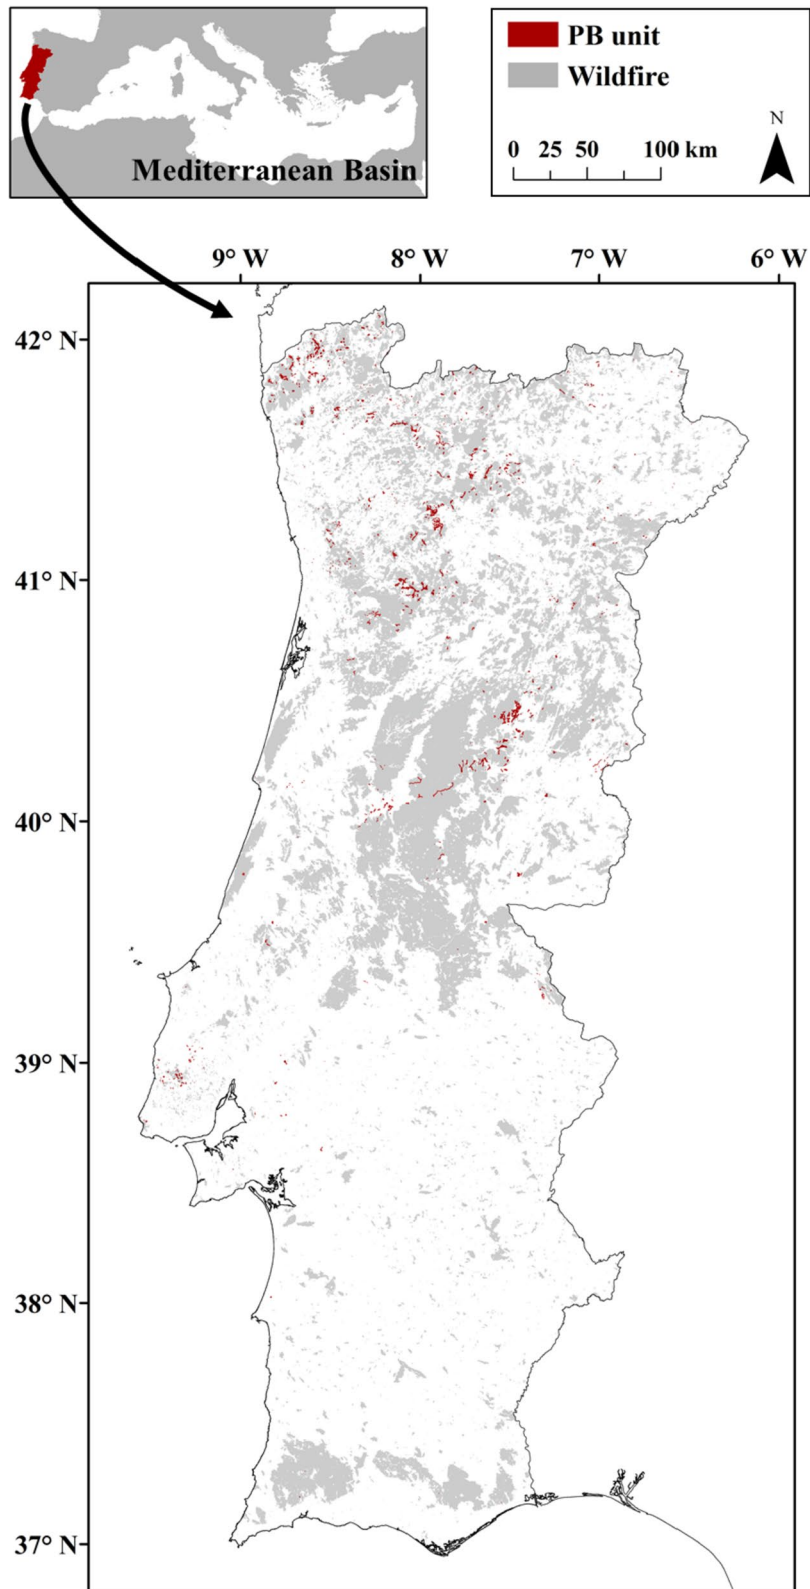 Mediterranean Basin
PB unit
Wildfire
N
0 25 50 100 km
9° W 8° W 7° W 6° W
42° N
41° N
40° N
39° N
38° N
37° N